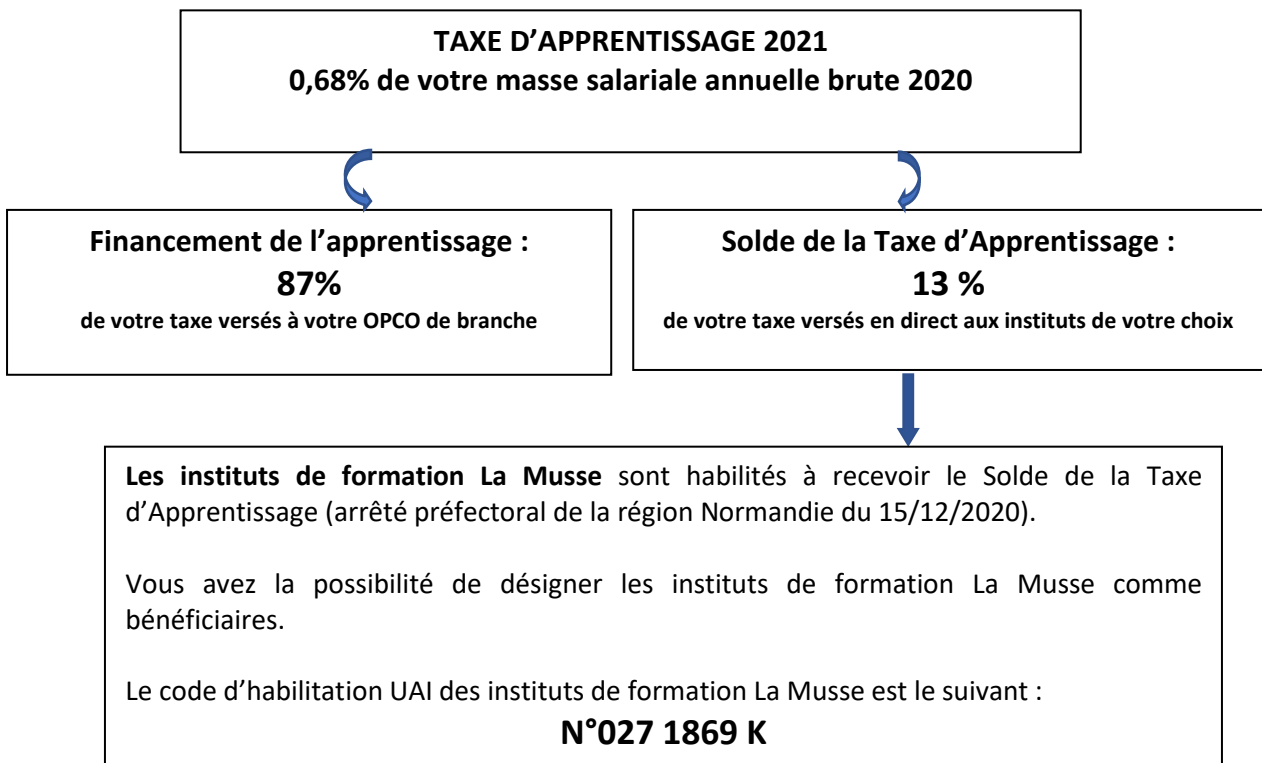 TAXE D’APPRENTISSAGE 2021
0,68% de votre masse salariale annuelle brute 2020
Financement de l’apprentissage :
87%
de votre taxe versés à votre OPCO de branche
Solde de la Taxe d’Apprentissage :
13 %
de votre taxe versés en direct aux instituts de votre choix
Les instituts de formation La Musse sont habilités à recevoir le Solde de la Taxe
d’Apprentissage (arrêté préfectoral de la région Normandie du 15/12/2020).
Vous avez la possibilité de désigner les instituts de formation La Musse comme
bénéficiaires.
Le code d’habilitation UAI des instituts de formation La Musse est le suivant :
N°027 1869 K